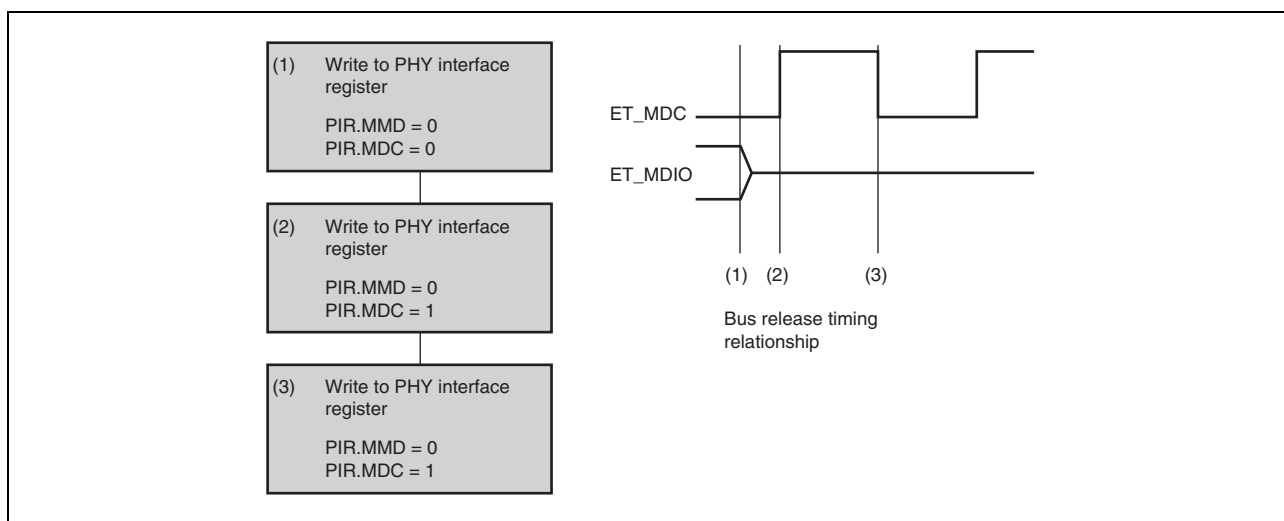 (1) Write to PHY interface
register
PIR.MMD = 0
PIR.MDC = 0
(2) Write to PHY interface
register
PIR.MMD = 0
PIR.MDC = 1
(3) Write to PHY interface
register
PIR.MMD = 0
PIR.MDC = 1
ET_MDC
ET_MDIO
(1) (2) (3)
Bus release timing
relationship